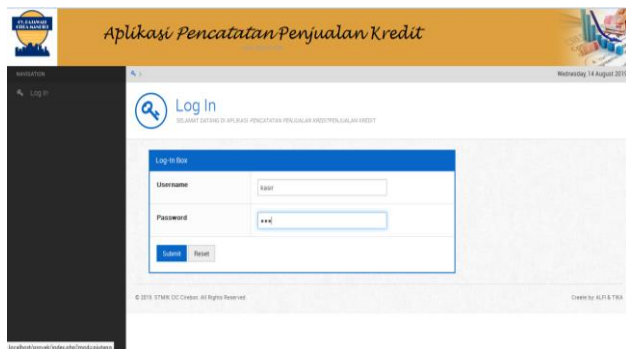 Aplikasi Pencatatan Penjualan Kredit
NAVIGATION
Wednesday, 14 August 2019
Log In
Log In
SELAMAT DATANG DI APLIKASI PENCATATAN PENJUALAN KREDITPENJUALAN KREDIT
Log-In Box
Username
kasir
Password
Submit
Reset
© 2019. STMIK CIC Cirebon. All Rights Reserved.
Create by: ALFI & TIKA